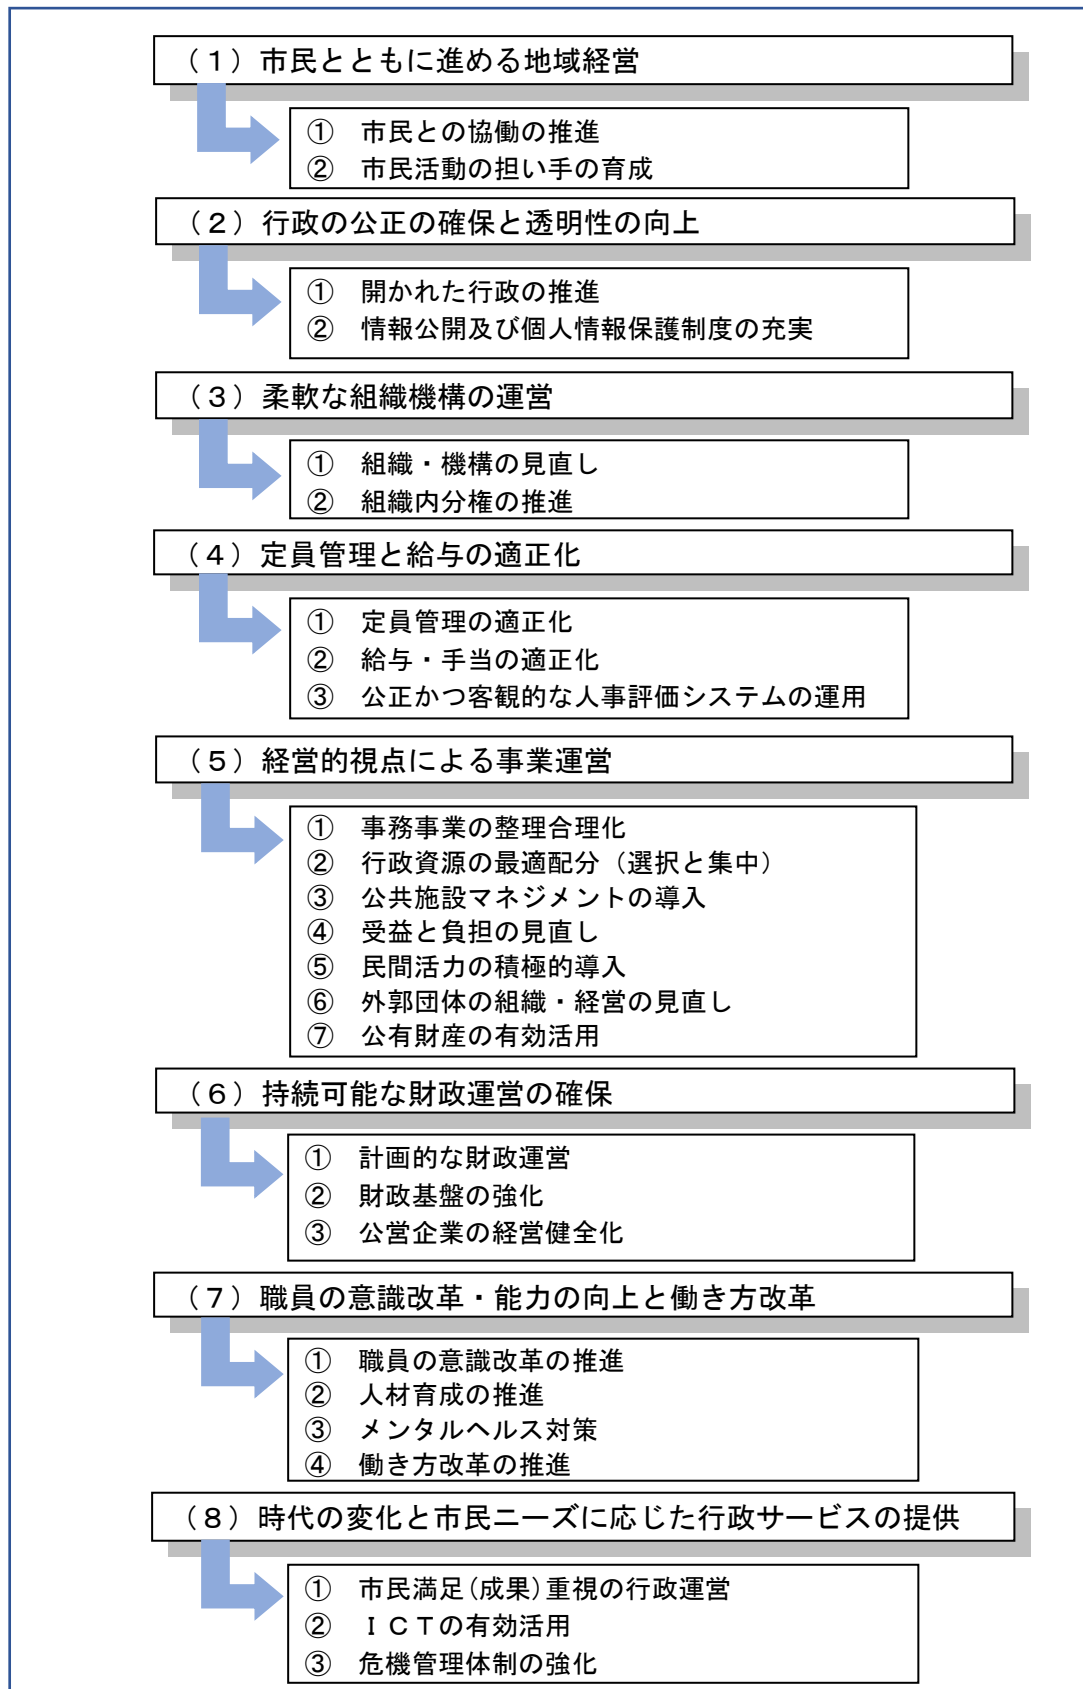 （１）市民とともに進める地域経営
①　市民との協働の推進
②　市民活動の担い手の育成
（２）行政の公正の確保と透明性の向上
①　開かれた行政の推進
②　情報公開及び個人情報保護制度の充実
（３）柔軟な組織機構の運営
①　組織・機構の見直し
②　組織内分権の推進
（４）定員管理と給与の適正化
①　定員管理の適正化
②　給与・手当の適正化
③　公正かつ客観的な人事評価システムの運用
（５）経営的視点による事業運営
①　事務事業の整理合理化
②　行政資源の最適配分（選択と集中）
③　公共施設マネジメントの導入
④　受益と負担の見直し
⑤　民間活力の積極的導入
⑥　外郭団体の組織・経営の見直し
⑦　公有財産の有効活用
（６）持続可能な財政運営の確保
①　計画的な財政運営
②　財政基盤の強化
③　公営企業の経営健全化
（７）職員の意識改革・能力の向上と働き方改革
①　職員の意識改革の推進
②　人材育成の推進
③　メンタルヘルス対策
④　働き方改革の推進
（８）時代の変化と市民ニーズに応じた行政サービスの提供
①　市民満足(成果)重視の行政運営
②　ＩＣＴの有効活用
③　危機管理体制の強化